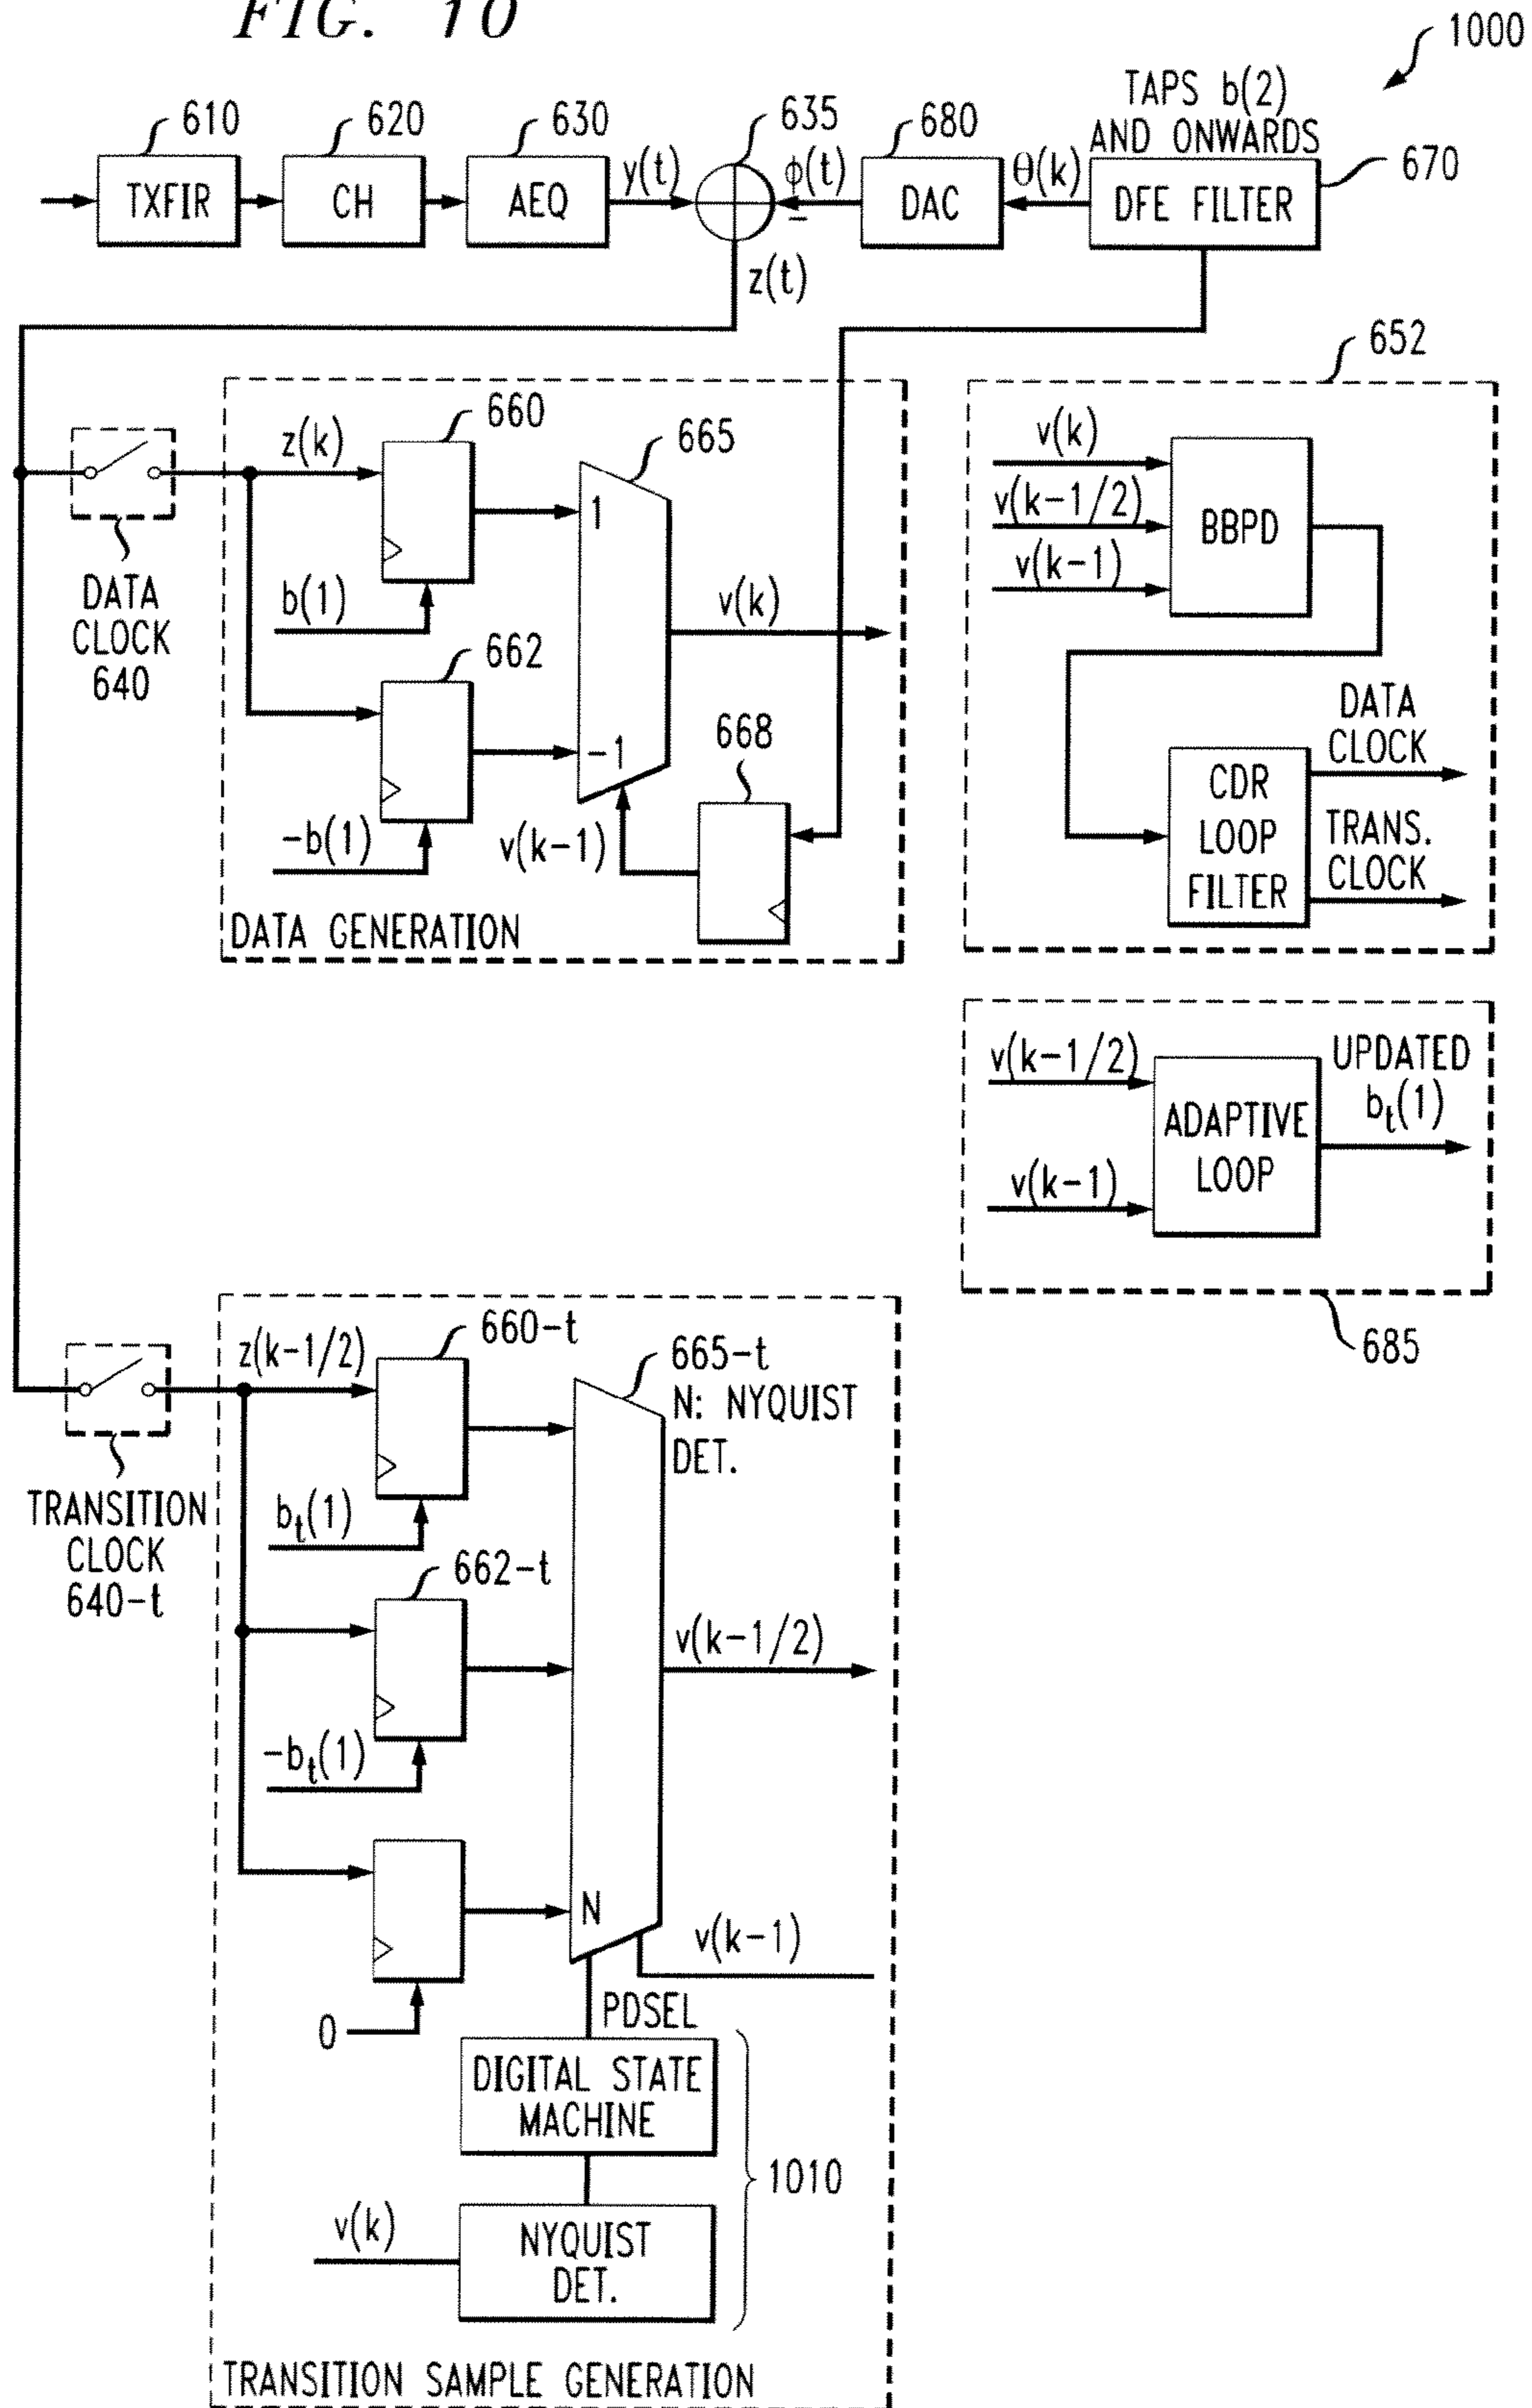 FIG. 10
1000
610
620
630
635
680
TAPS b(2)
AND ONWARDS
670
TXFIR
CH
AEQ
y(t)
ϕ(t)
−
DAC
θ(k)
DFE FILTER
z(t)
652
DATA
CLOCK
640
z(k)
660
665
1
b(1)
662
v(k)
-1
668
-b(1)
v(k-1)
DATA GENERATION
v(k)
v(k-1/2)
v(k-1)
BBPD
CDR
LOOP
FILTER
DATA
CLOCK
TRANS.
CLOCK
v(k-1/2)
v(k-1)
ADAPTIVE
LOOP
UPDATED
bt(1)
685
TRANSITION
CLOCK
640-t
z(k-1/2)
660-t
665-t
N: NYQUIST
DET.
bt(1)
662-t
v(k-1/2)
-bt(1)
N
v(k-1)
0
PDSEL
DIGITAL STATE
MACHINE
1010
v(k)
NYQUIST
DET.
TRANSITION SAMPLE GENERATION